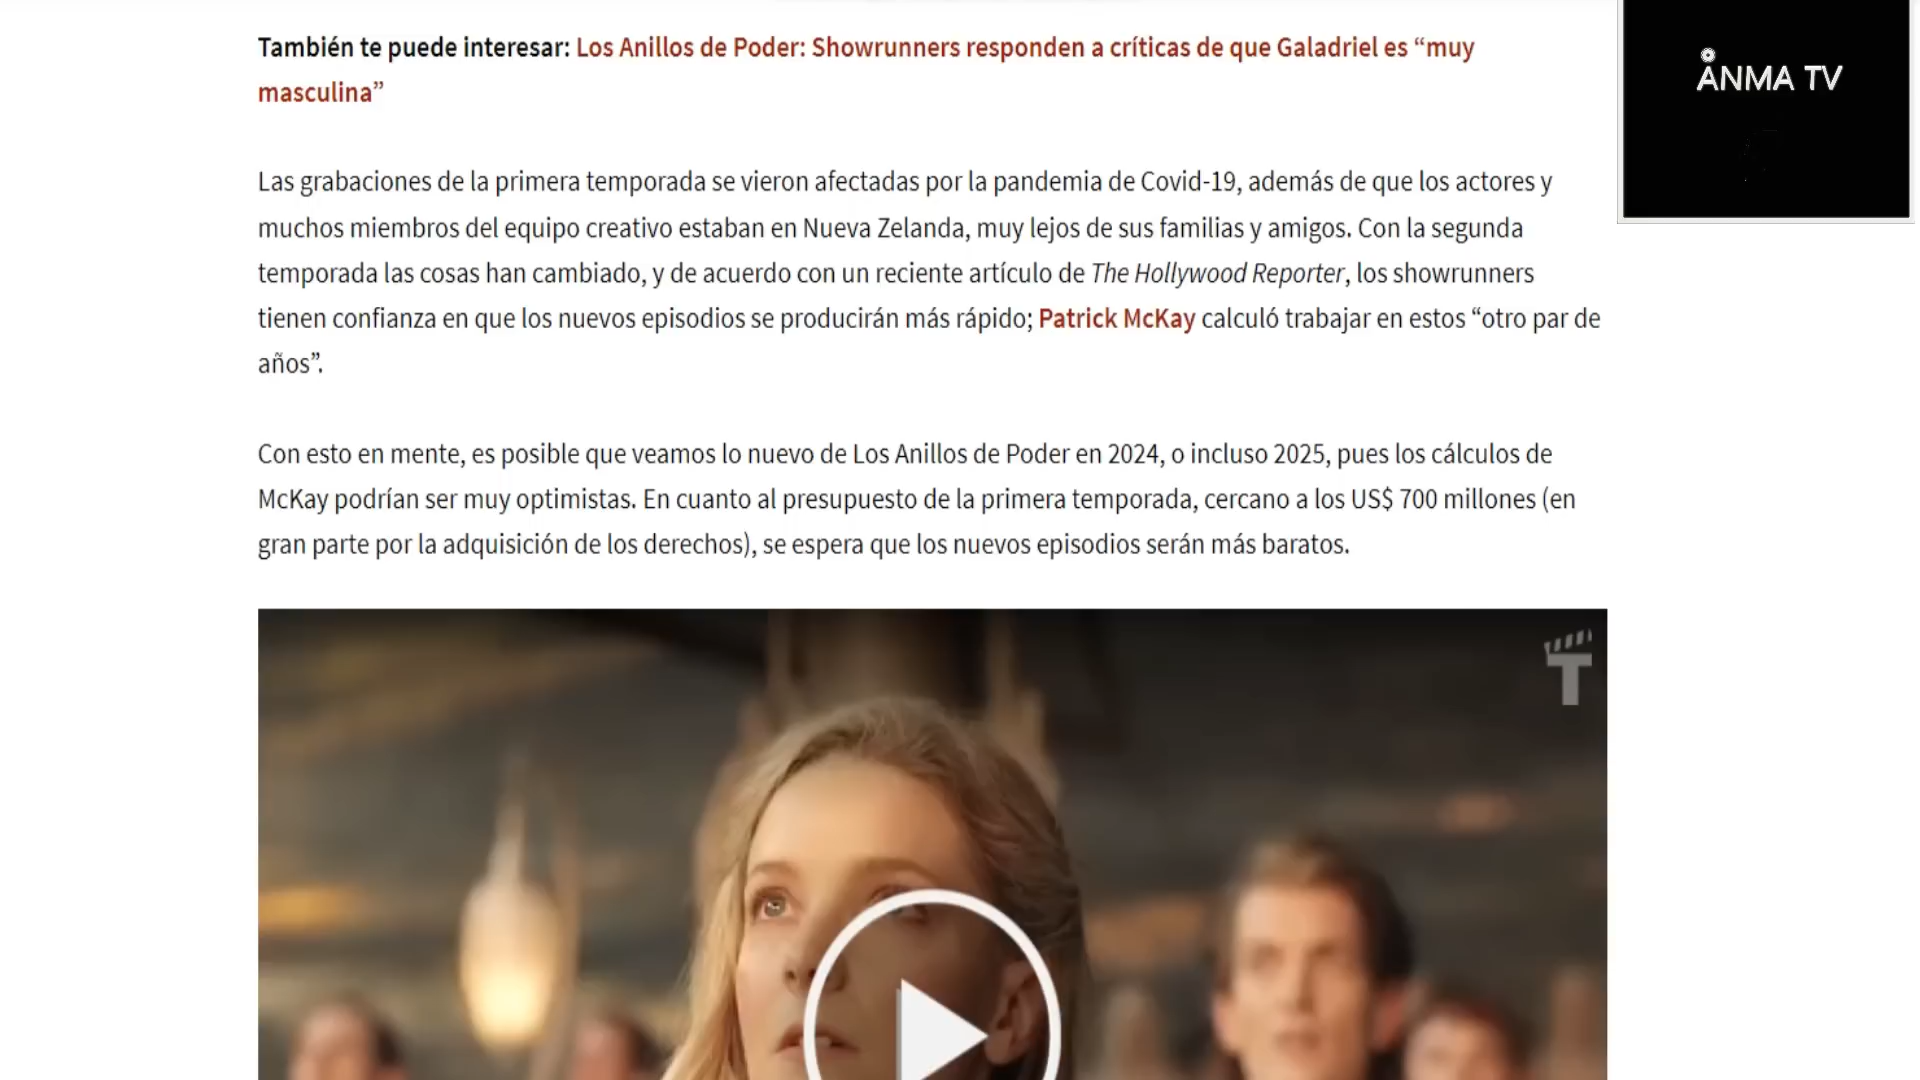 También te puede interesar: Los Anillos de Poder: Showrunners responden a críticas de que Galadriel es “muy
masculina”
ÅNMA TV
Las grabaciones de la primera temporada se vieron afectadas por la pandemia de Covid-19, además de que los actores y
muchos miembros del equipo creativo estaban en Nueva Zelanda, muy lejos de sus familias y amigos. Con la segunda
temporada las cosas han cambiado, y de acuerdo con un reciente artículo de The Hollywood Reporter, los showrunners
tienen confianza en que los nuevos episodios se producirán más rápido; Patrick McKay calculó trabajar en estos “otro par de
años”.
Con esto en mente, es posible que veamos lo nuevo de Los Anillos de Poder en 2024, o incluso 2025, pues los cálculos de
McKay podrían ser muy optimistas. En cuanto al presupuesto de la primera temporada, cercano a los US$ 700 millones (en
gran parte por la adquisición de los derechos), se espera que los nuevos episodios serán más baratos.
T